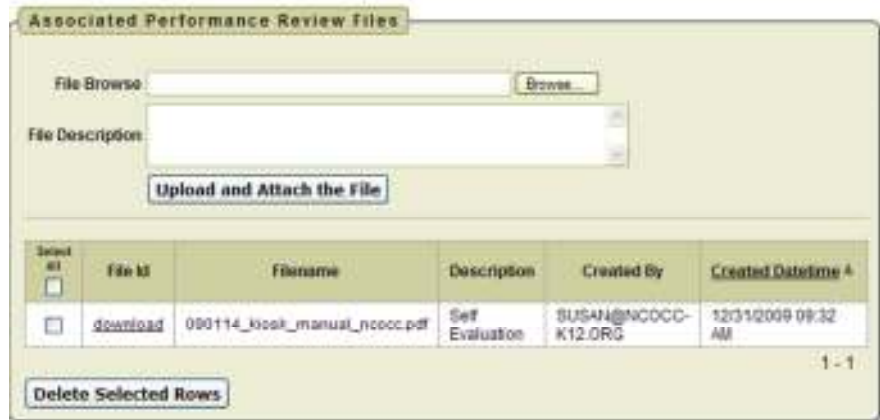 Associated Performance Review Files
File Browse
Browse...
File Description
Upload and Attach the File
Select
All
File Id
Filename
Description
Created By
Created Datetime
download
090114_kiosk_manual_ncocc.pdf
Self
Evaluation
SUSAN@NCOCC-
K12.ORG
12/31/2009 09:32
AM
1 - 1
Delete Selected Rows